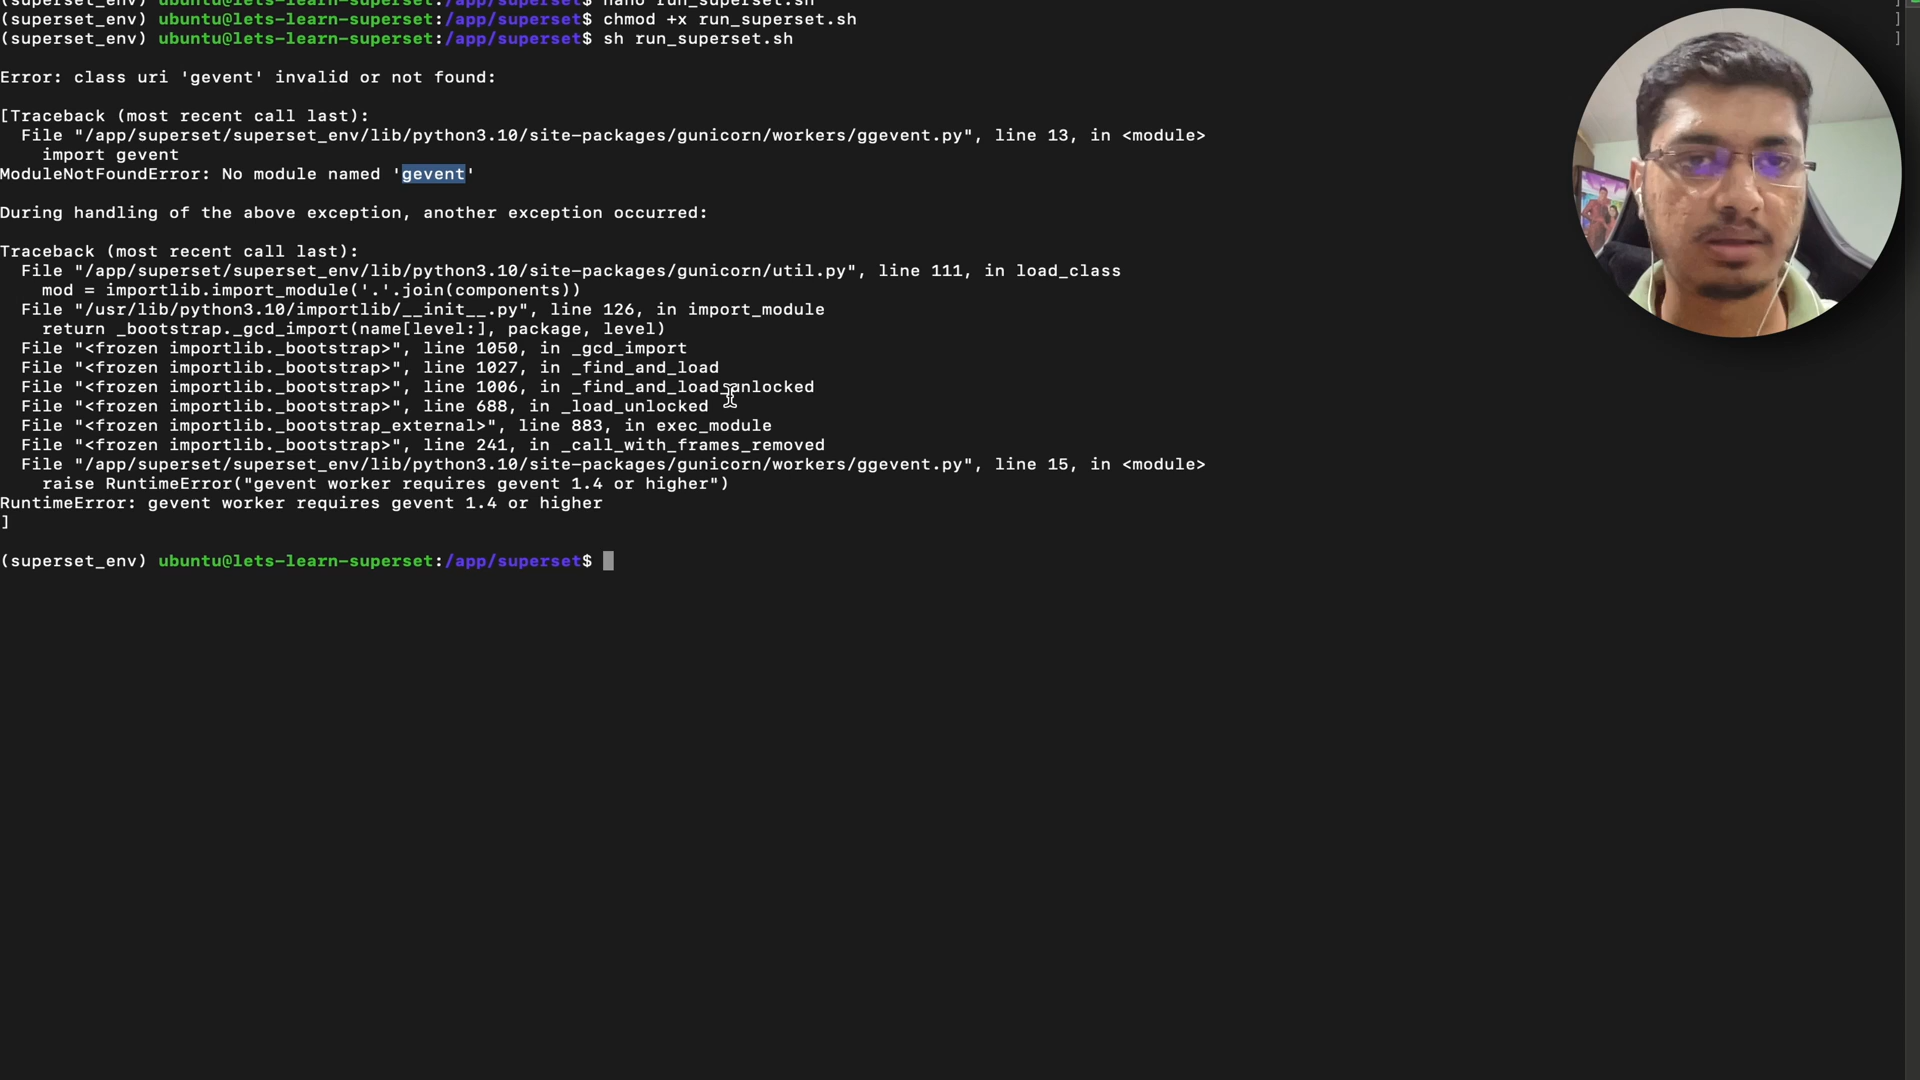 (superset_env) ubuntu@lets-learn-superset:/app/superset$ nano run_superset.sh
(superset_env) ubuntu@lets-learn-superset:/app/superset$ chmod +x run_superset.sh
(superset_env) ubuntu@lets-learn-superset:/app/superset$ sh run_superset.sh
Error: class uri 'gevent' invalid or not found:
[Traceback (most recent call last):
  File "/app/superset/superset_env/lib/python3.10/site-packages/gunicorn/workers/ggevent.py", line 13, in <module>
    import gevent
ModuleNotFoundError: No module named 'gevent'
During handling of the above exception, another exception occurred:
Traceback (most recent call last):
  File "/app/superset/superset_env/lib/python3.10/site-packages/gunicorn/util.py", line 111, in load_class
    mod = importlib.import_module('.'.join(components))
  File "/usr/lib/python3.10/importlib/__init__.py", line 126, in import_module
    return _bootstrap._gcd_import(name[level:], package, level)
  File "<frozen importlib._bootstrap>", line 1050, in _gcd_import
  File "<frozen importlib._bootstrap>", line 1027, in _find_and_load
  File "<frozen importlib._bootstrap>", line 1006, in _find_and_load_unlocked
  File "<frozen importlib._bootstrap>", line 688, in _load_unlocked
  File "<frozen importlib._bootstrap_external>", line 883, in exec_module
  File "<frozen importlib._bootstrap>", line 241, in _call_with_frames_removed
  File "/app/superset/superset_env/lib/python3.10/site-packages/gunicorn/workers/ggevent.py", line 15, in <module>
    raise RuntimeError("gevent worker requires gevent 1.4 or higher")
RuntimeError: gevent worker requires gevent 1.4 or higher
]
(superset_env) ubuntu@lets-learn-superset:/app/superset$